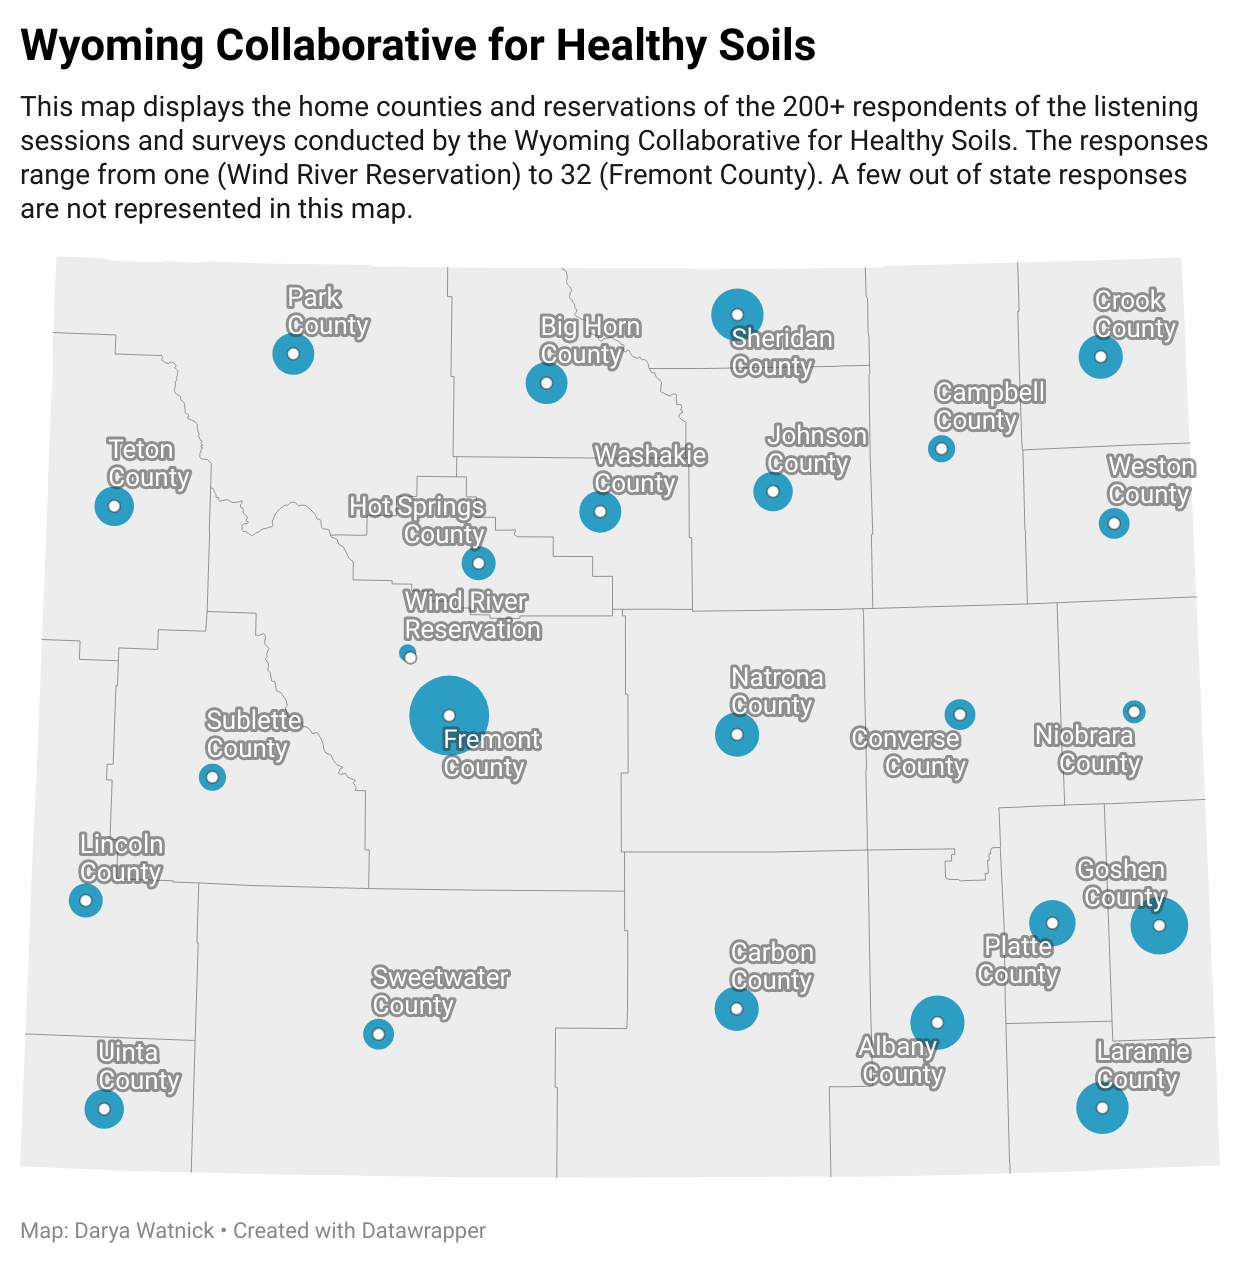 Wyoming Collaborative for Healthy Soils
This map displays the home counties and reservations of the 200+ respondents of the listening
sessions and surveys conducted by the Wyoming Collaborative for Healthy Soils. The responses
range from one (Wind River Reservation) to 32 (Fremont County). A few out of state responses
are not represented in this map.
Park
County
Big Horn
County
Sheridan
County
Crook
County
Campbell
County
Teton
County
Johnson
County
Washakie
County
Weston
County
Hot Springs
County
Wind River
Reservation
Natrona
County
Sublette
County
Fremont
County
Converse
County
Niobrara
County
Lincoln
County
Goshen
County
Platte
County
Carbon
County
Sweetwater
County
Albany
County
Laramie
County
Uinta
County
Map: Darya Watnick • Created with Datawrapper